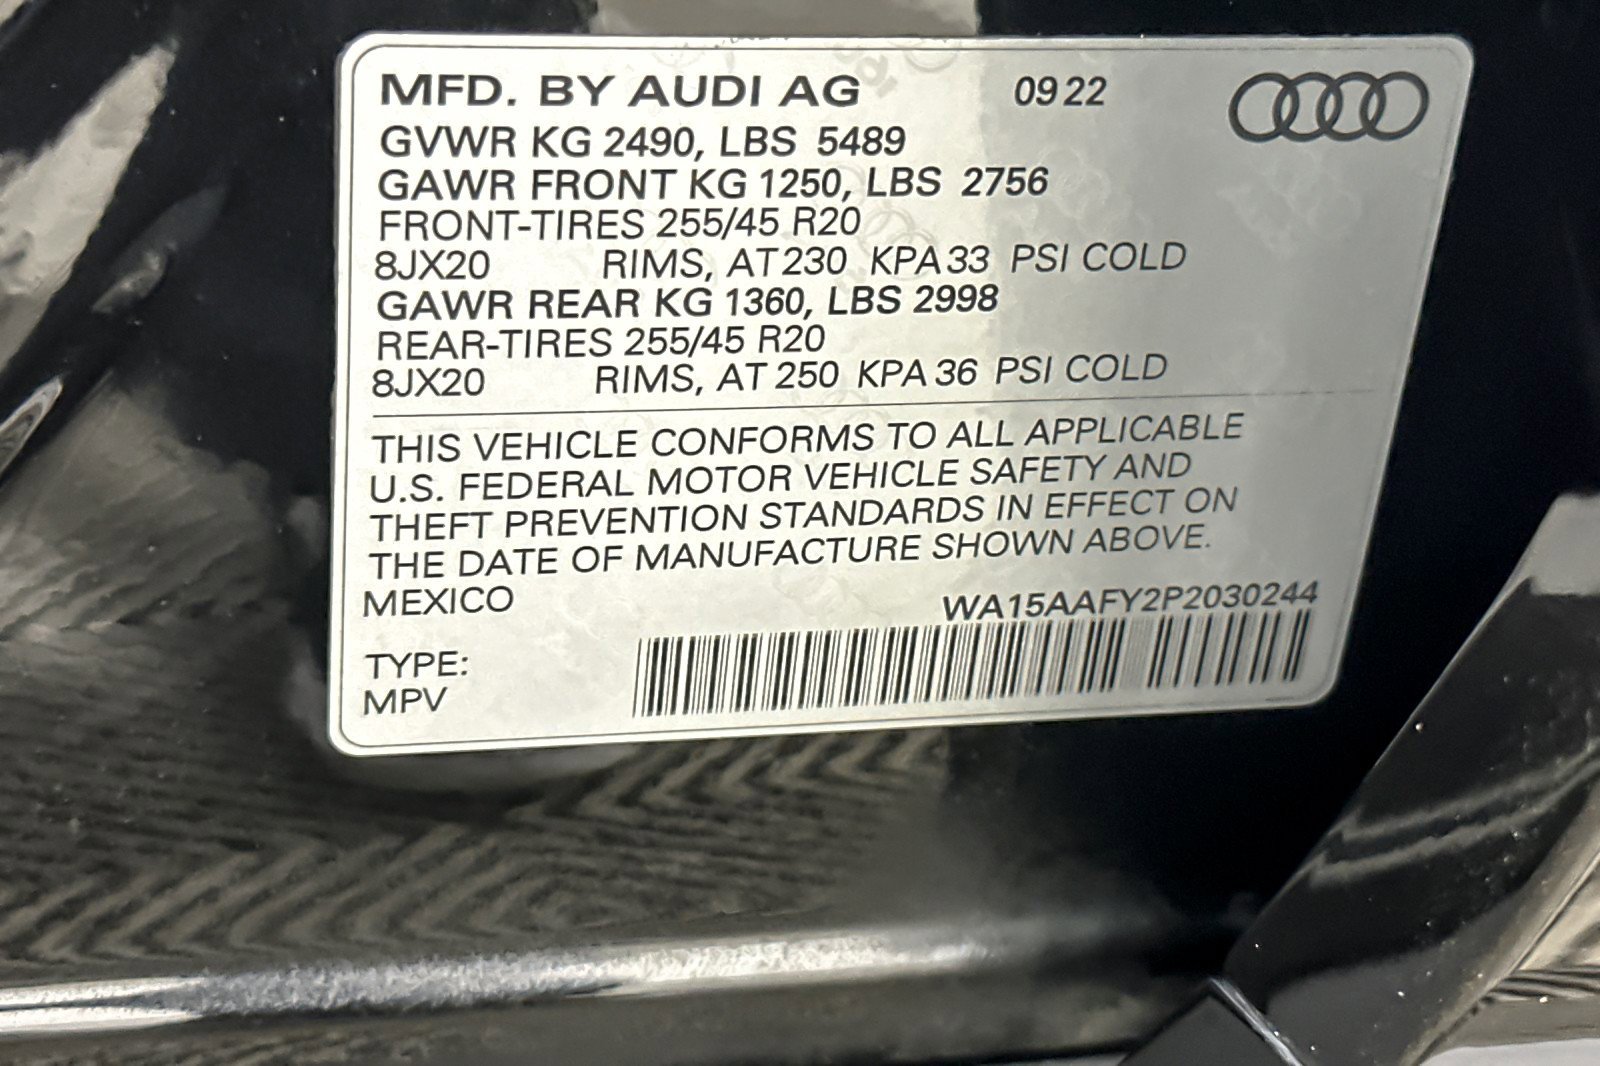 MFD. BY AUDI AG 09 22
GVWR KG 2490, LBS 5489
GAWR FRONT KG 1250, LBS 2756
FRONT-TIRES 255/45 R20
8JX20 RIMS, AT 230 KPA 33 PSI COLD
GAWR REAR KG 1360, LBS 2998
REAR-TIRES 255/45 R20
8JX20 RIMS, AT 250 KPA 36 PSI COLD
THIS VEHICLE CONFORMS TO ALL APPLICABLE
U.S. FEDERAL MOTOR VEHICLE SAFETY AND
THEFT PREVENTION STANDARDS IN EFFECT ON
THE DATE OF MANUFACTURE SHOWN ABOVE.
MEXICO
WA15AAFY2P2030244
TYPE:
MPV